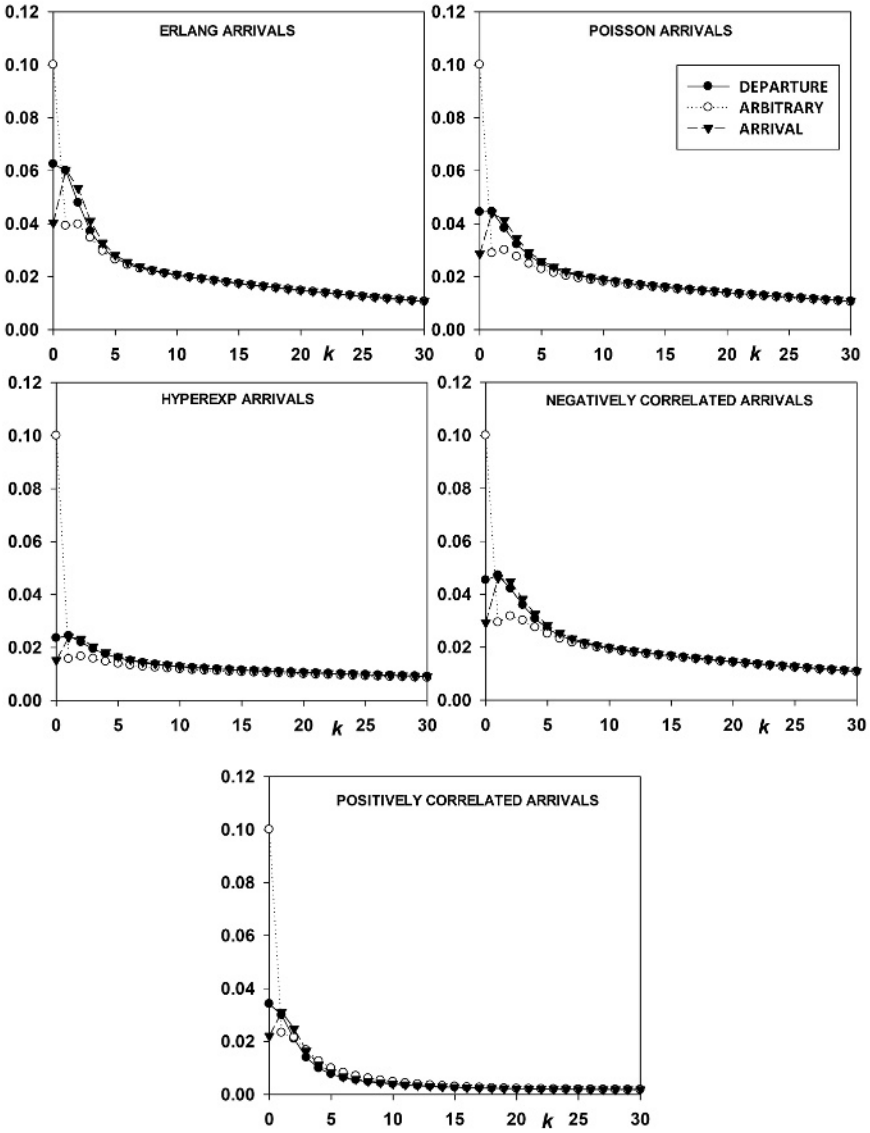 ERLANG ARRIVALS
0.12
0.10
0.08
0.06
0.04
0.02
0.00
0 5 10 15 k 20 25 30
POISSON ARRIVALS
DEPARTURE
ARBITRARY
ARRIVAL
0.12
0.10
0.08
0.06
0.04
0.02
0.00
0 5 10 15 k 20 25 30
HYPEREXP ARRIVALS
0.12
0.10
0.08
0.06
0.04
0.02
0.00
0 5 10 15 20 k 25 30
NEGATIVELY CORRELATED ARRIVALS
0.12
0.10
0.08
0.06
0.04
0.02
0.00
0 5 10 15 20 k 25 30
POSITIVELY CORRELATED ARRIVALS
0.12
0.10
0.08
0.06
0.04
0.02
0.00
0 5 10 15 20 k 25 30